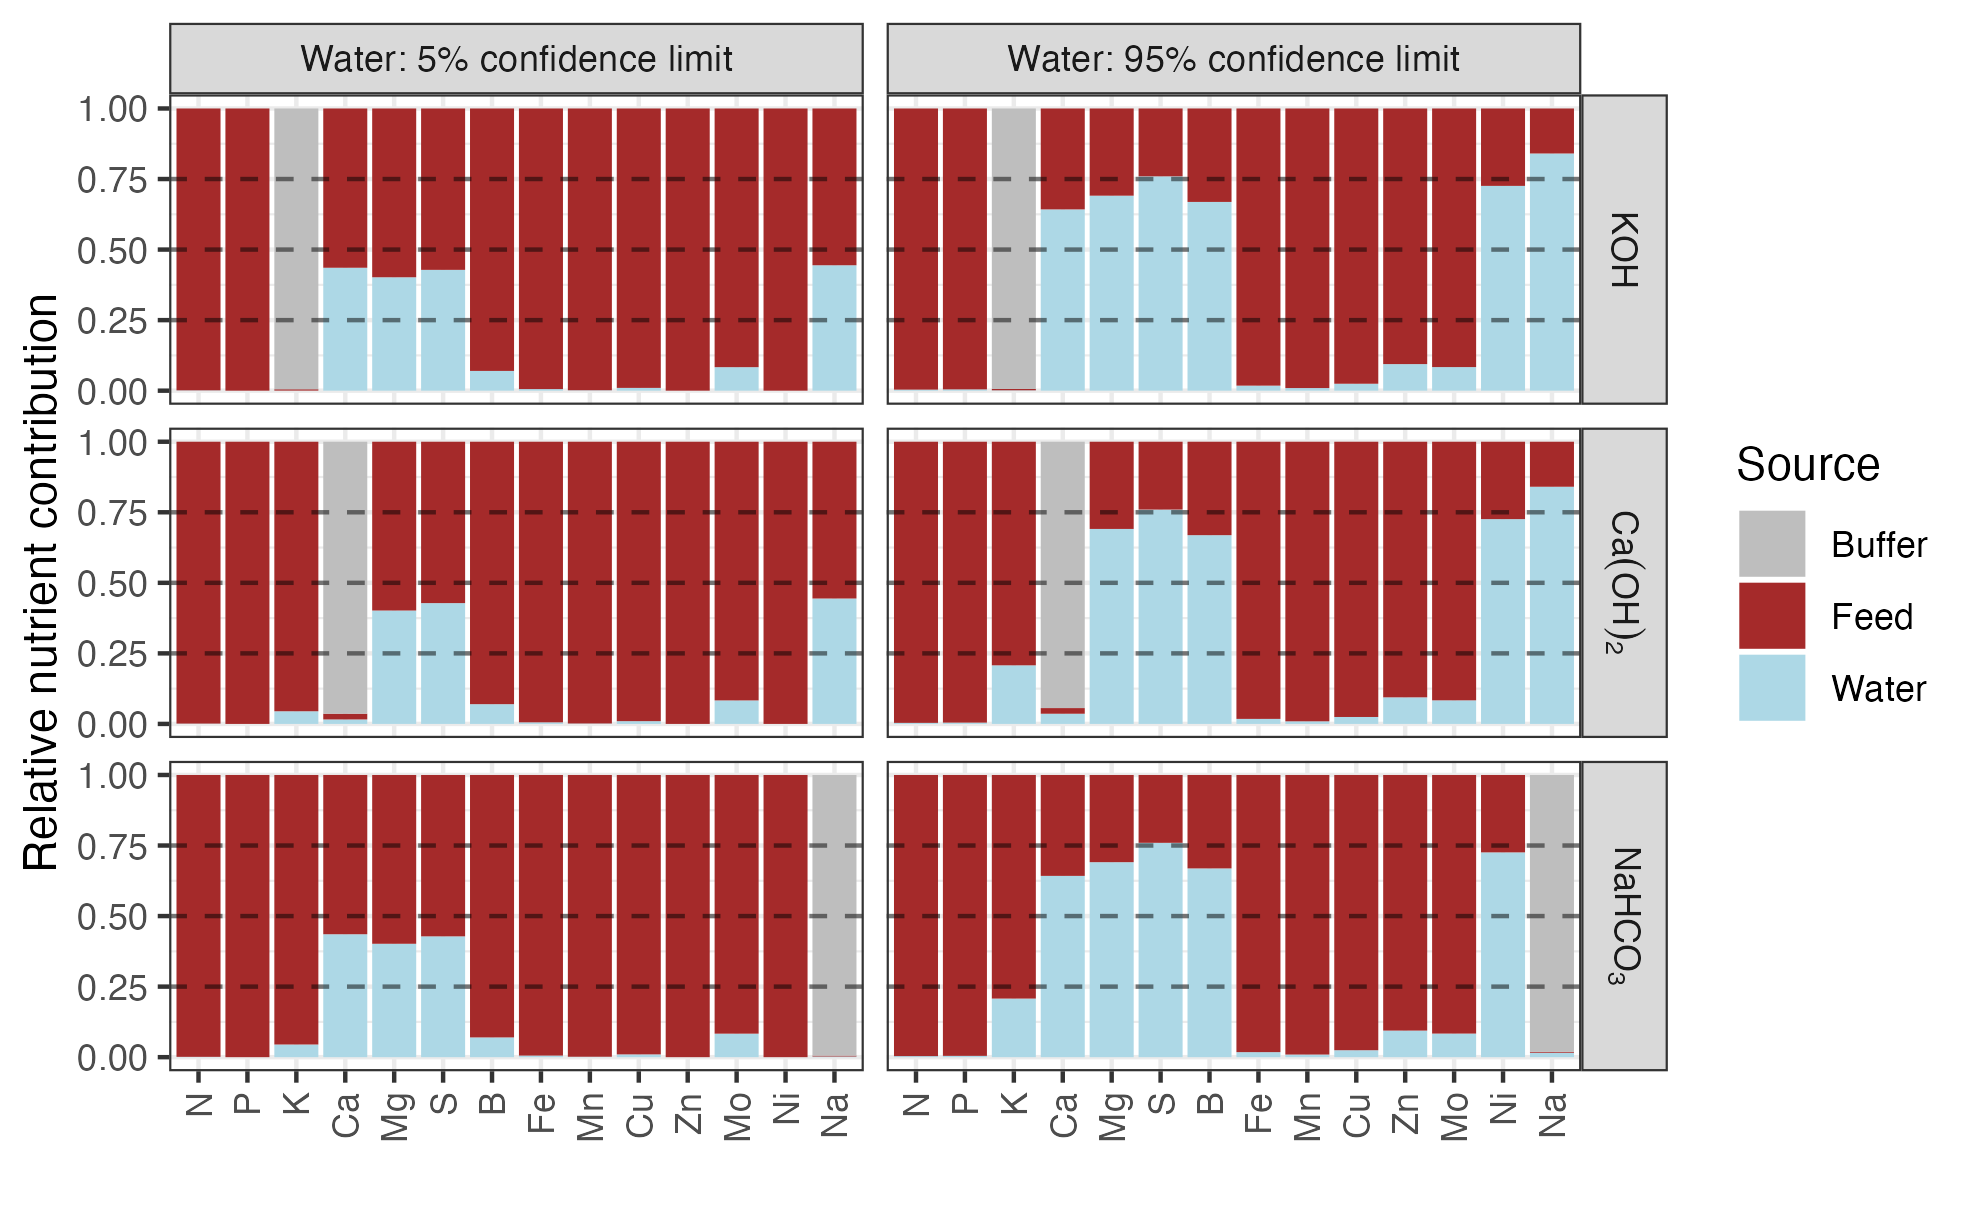 Water: 5% confidence limit
Water: 95% confidence limit
Relative nutrient contribution
1.00
0.75
0.50
0.25
0.00
KOH
1.00
0.75
0.50
0.25
0.00
Ca(OH)₂
1.00
0.75
0.50
0.25
0.00
NaHCO₃
N P K Ca Mg S B Fe Mn Cu Zn Mo Ni Na
N P K Ca Mg S B Fe Mn Cu Zn Mo Ni Na
Source
Buffer
Feed
Water